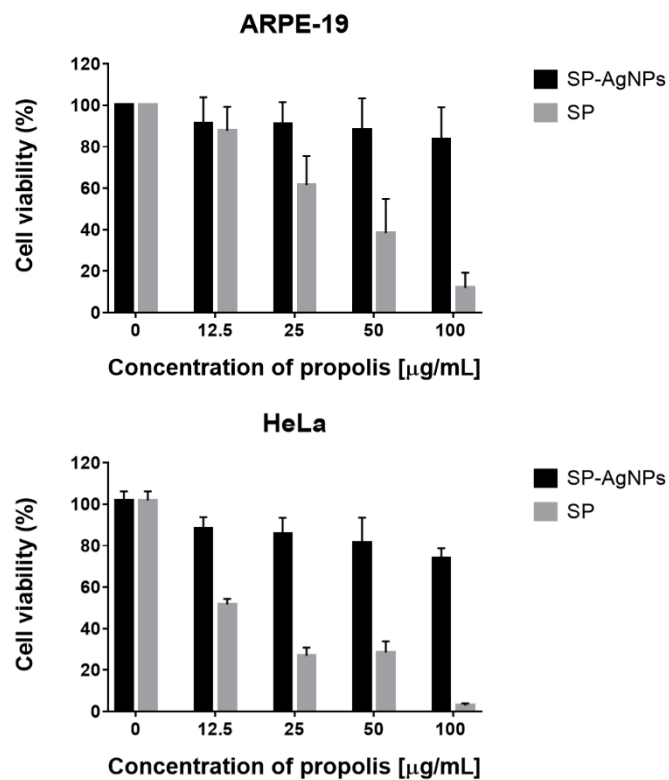 ARPE-19
SP-AgNPs
SP
Cell viability (%)
120
100
80
60
40
20
0
0 12.5 25 50 100
Concentration of propolis [μg/mL]
HeLa
SP-AgNPs
SP
Cell viability (%)
120
100
80
60
40
20
0
0 12.5 25 50 100
Concentration of propolis [μg/mL]